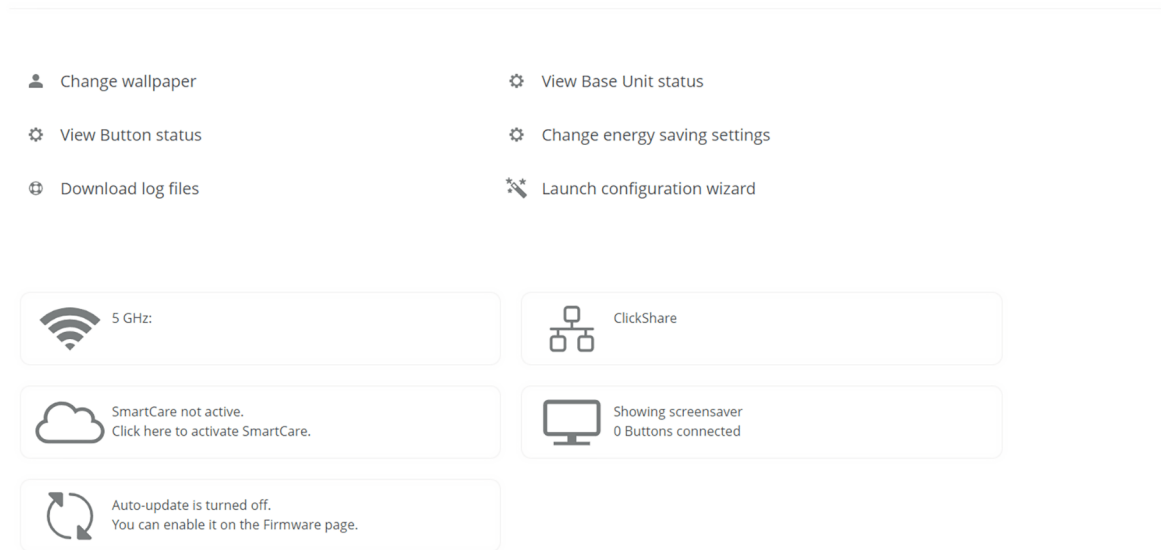 Change wallpaper
View Base Unit status
View Button status
Change energy saving settings
Download log files
Launch configuration wizard
5 GHz:
ClickShare
SmartCare not active.
Click here to activate SmartCare.
Showing screensaver
0 Buttons connected
Auto-update is turned off.
You can enable it on the Firmware page.